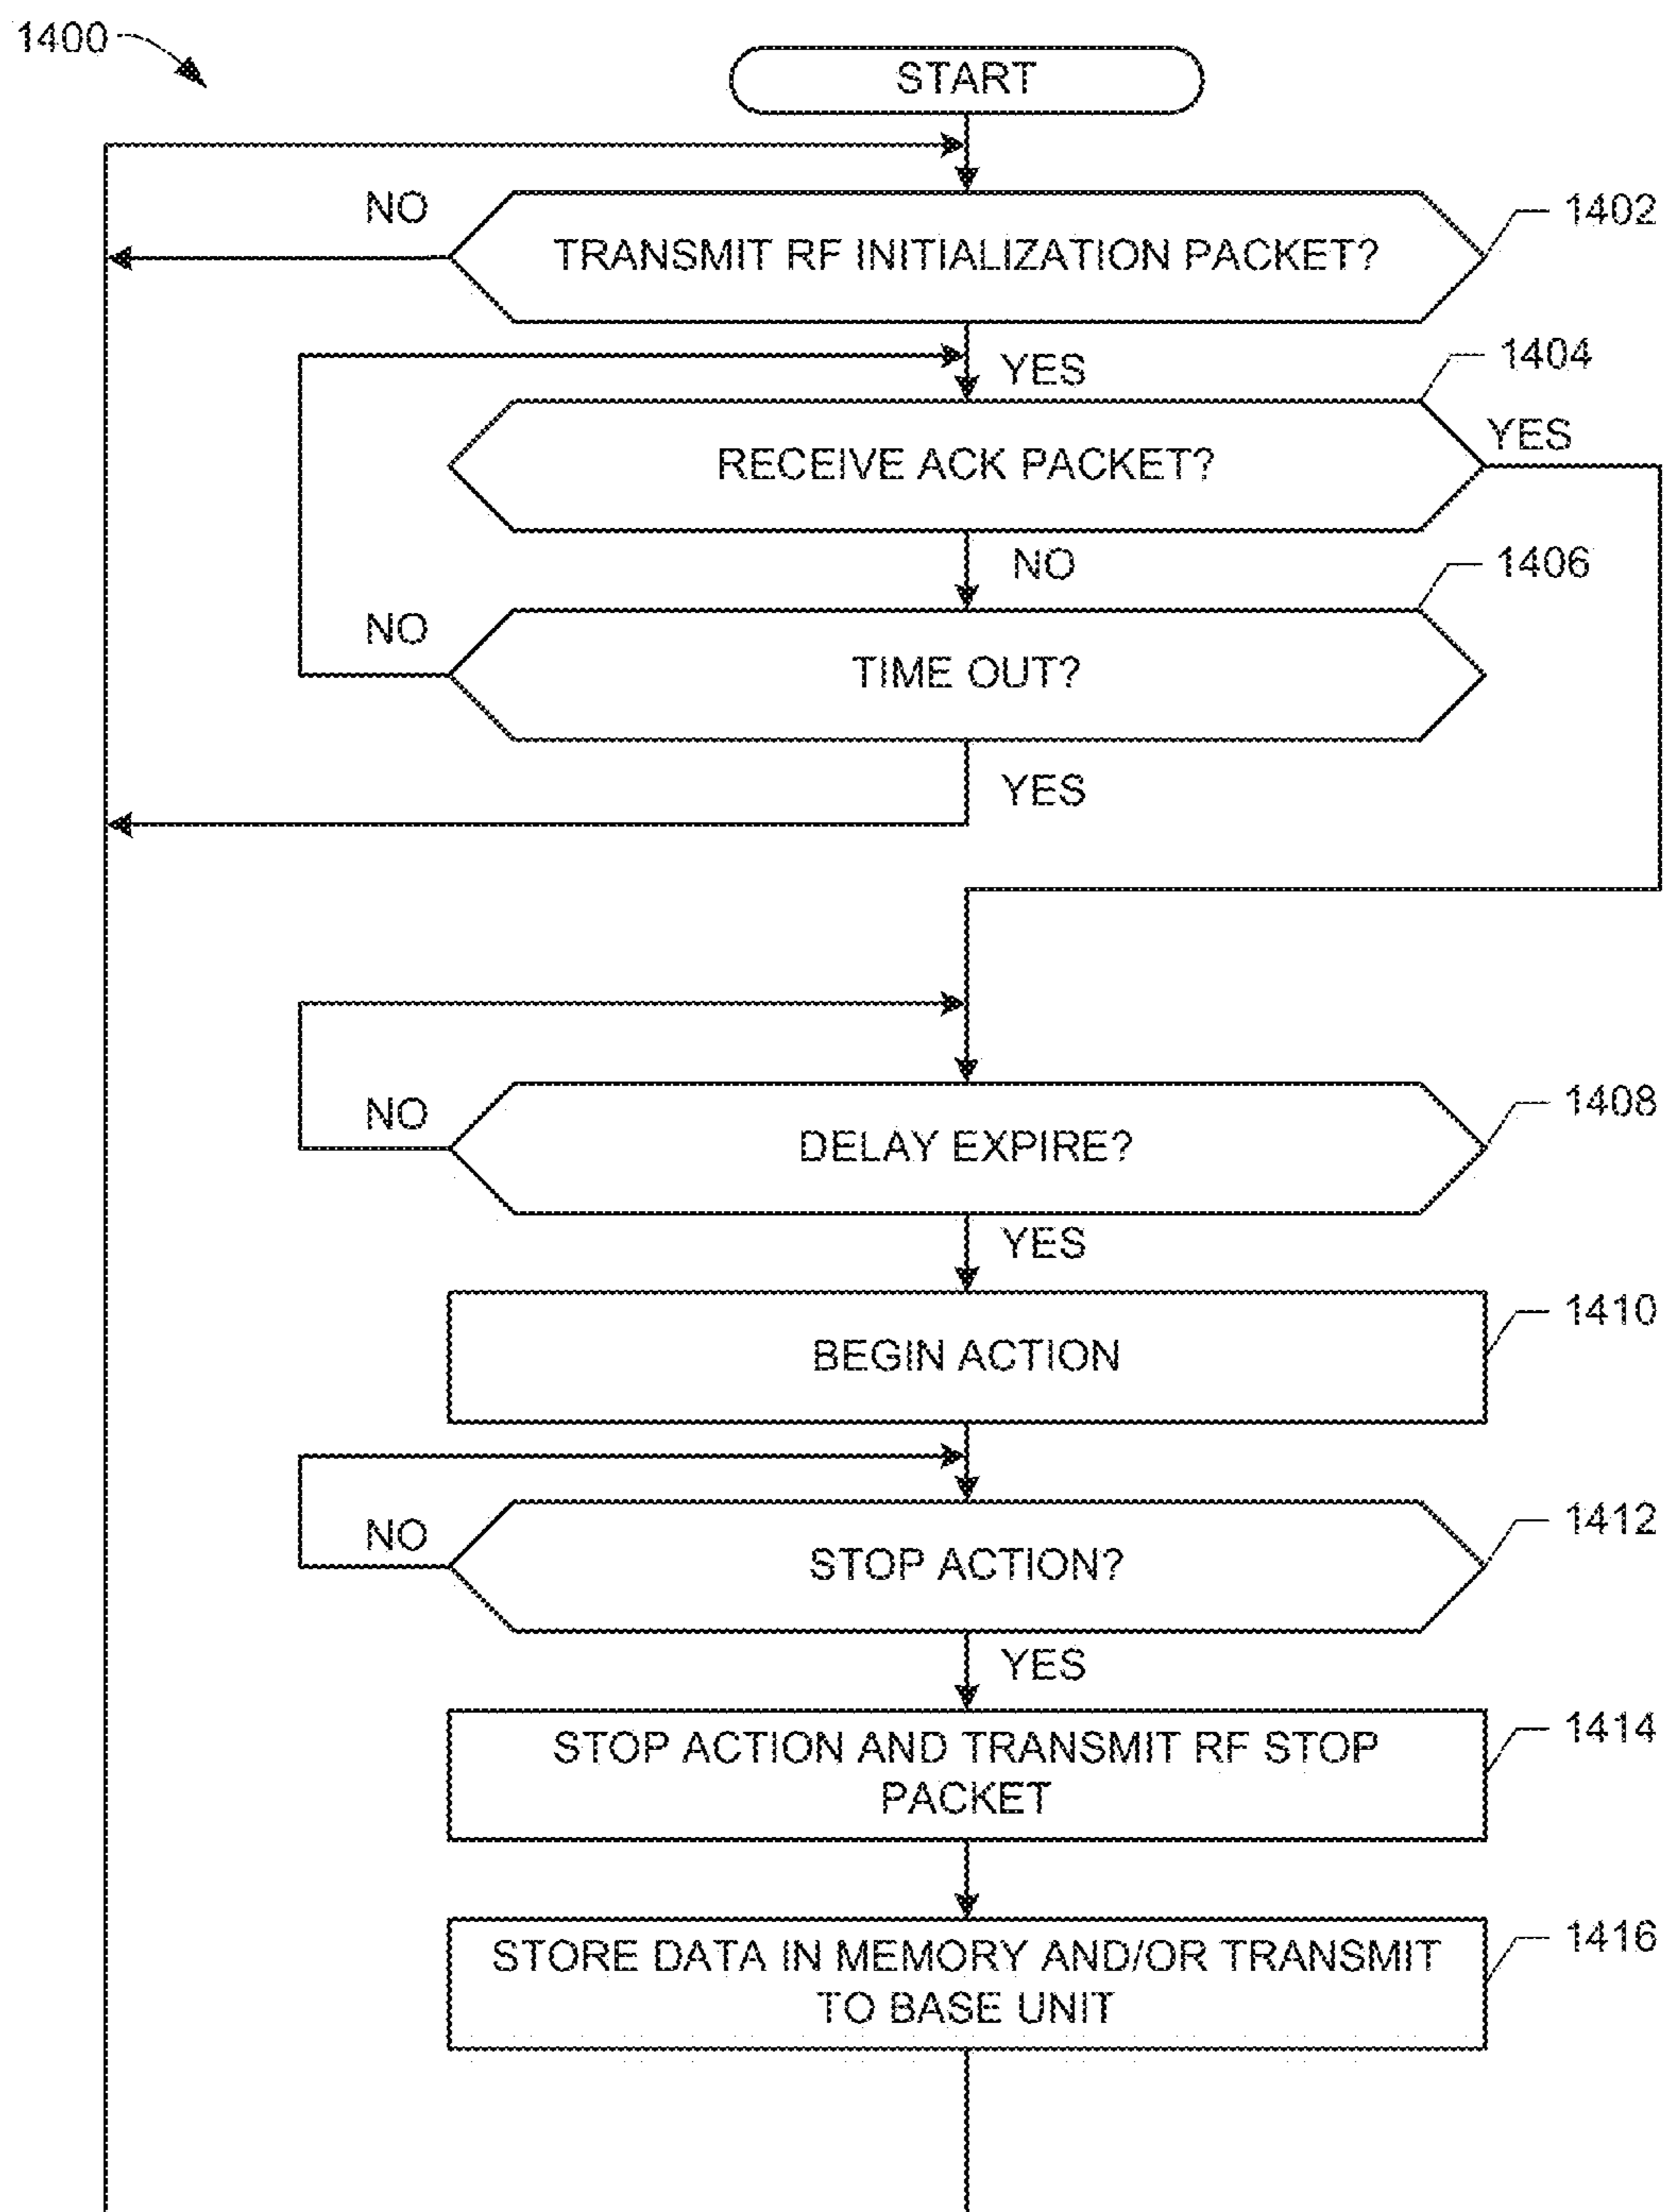 1400
START
NO
1402
TRANSMIT RF INITIALIZATION PACKET?
YES
1404
YES
RECEIVE ACK PACKET?
NO
1406
NO
TIME OUT?
YES
NO
1408
DELAY EXPIRE?
YES
1410
BEGIN ACTION
NO
1412
STOP ACTION?
YES
1414
STOP ACTION AND TRANSMIT RF STOP
PACKET
1416
STORE DATA IN MEMORY AND/OR TRANSMIT
TO BASE UNIT